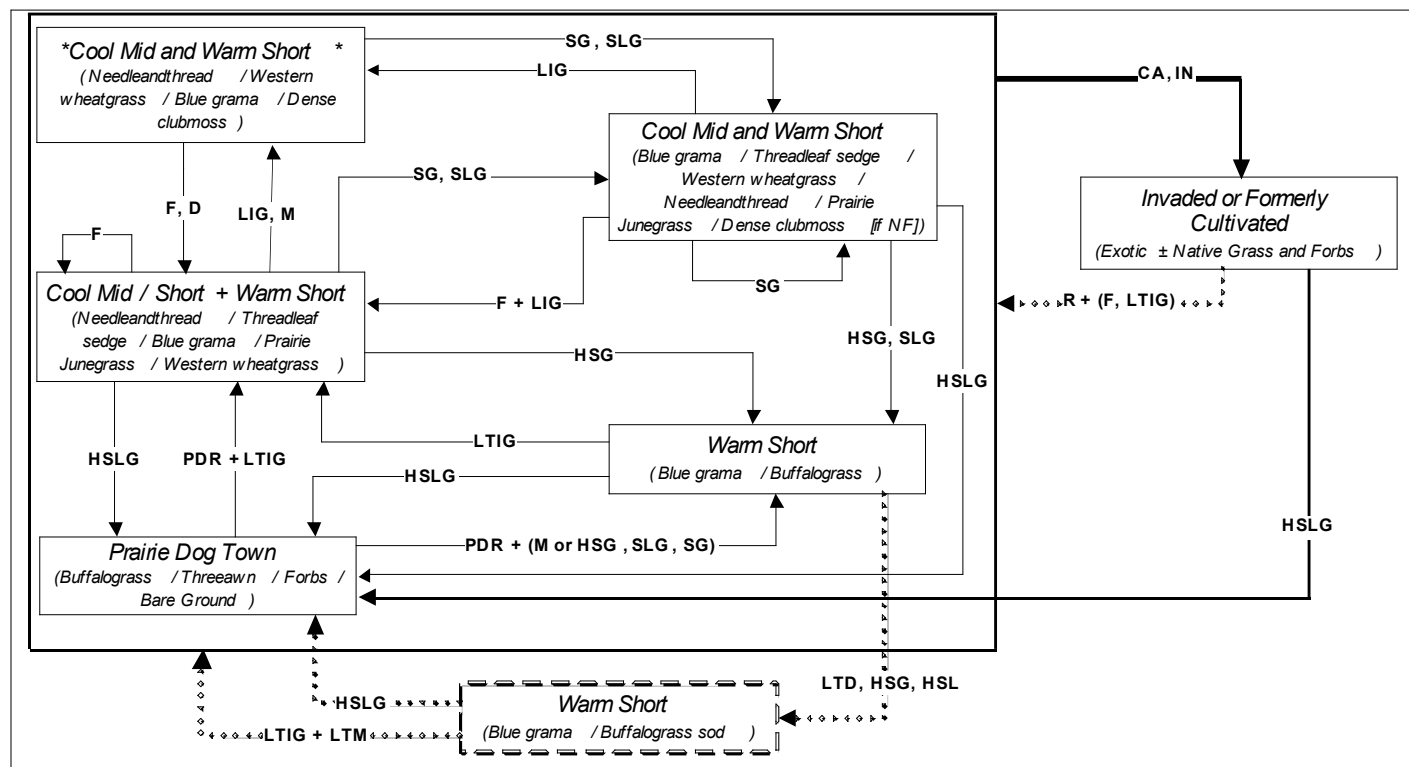 *Cool Mid and Warm Short *
(Needleandthread / Western
wheatgrass / Blue grama / Dense
clubmoss )
SG , SLG
LIG
CA, IN
Cool Mid and Warm Short
(Blue grama / Threadleaf sedge /
Western wheatgrass /
Needleandthread / Prairie
Junegrass / Dense clubmoss [if NF])
SG, SLG
F, D
LIG, M
F
Invaded or Formerly
Cultivated
(Exotic ± Native Grass and Forbs )
Cool Mid / Short + Warm Short
(Needleandthread / Threadleaf
sedge / Blue grama / Prairie
Junegrass / Western wheatgrass )
SG
F + LIG
R + (F, LTIG)
HSG
HSG, SLG
HSLG
LTIG
Warm Short
(Blue grama / Buffalograss )
HSLG
PDR + LTIG
HSLG
HSLG
Prairie Dog Town
(Buffalograss / Threeawn / Forbs /
Bare Ground )
PDR + (M or HSG , SLG , SG)
LTD, HSG, HSL
HSLG
Warm Short
(Blue grama / Buffalograss sod )
LTIG + LTM